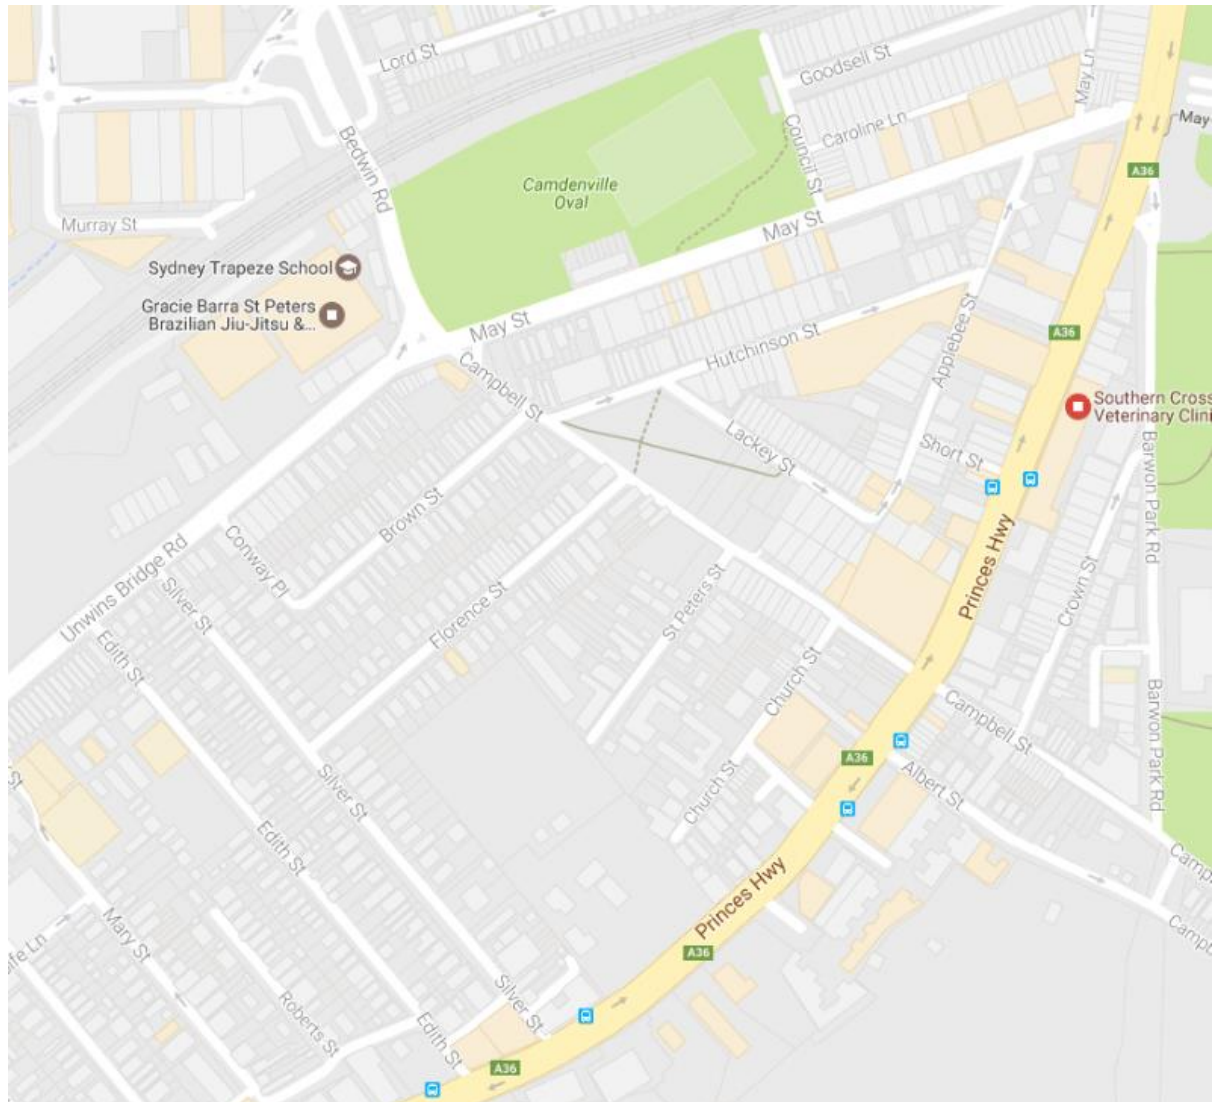 Lord St
Goodsell St
May Ln
Caroline Ln
May
Council St
Bedwin Rd
A36
Camdenville
Oval
Murray St
May St
Sydney Trapeze School
Gracie Barra St Peters
Brazilian Jiu-Jitsu &...
May St
Hutchinson St
A36
Applebee St
Campbell St
Southern Cross
Veterinary Clini
Lackey St
Short St
Barwon Park Rd
Brown St
Conway Pl
Princes Hwy
Unwins Bridge Rd
Silver St
Florence St
St Peters St
Crown St
Edith St
Church St
Campbell St
Barwon Park Rd
A36
Albert St
Church St
St
Silver St
Edith St
Campb
Princes Hwy
Mary St
Campb
A36
fe Ln
Roberts St
Silver St
Edith St
A36